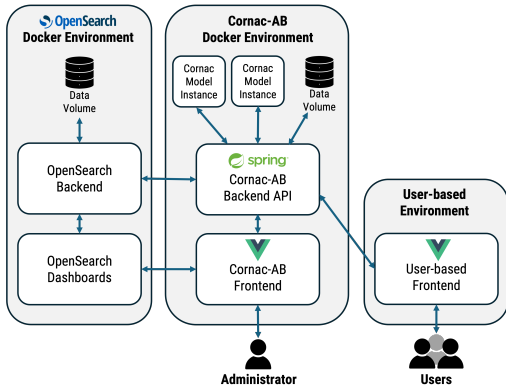 OpenSearch
Docker Environment
Data
Volume
OpenSearch
Backend
OpenSearch
Dashboards
Cornac-AB
Docker Environment
Cornac
Model
Instance
Cornac
Model
Instance
Data
Volume
spring
Cornac-AB
Backend API
Cornac-AB
Frontend
Administrator
User-based
Environment
User-based
Frontend
Users